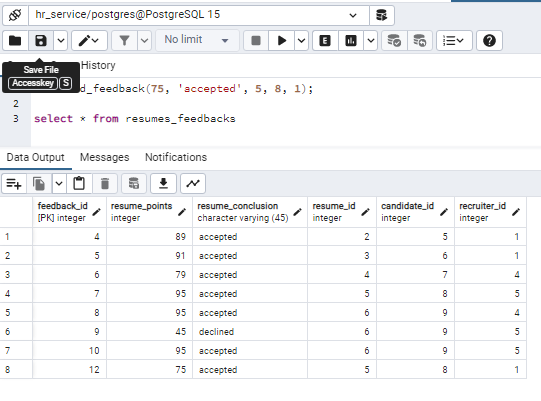 hr_service/postgres@PostgreSQL 15
No limit
E
Save File
Accesskey S
History
d_feedback(75, 'accepted', 5, 8, 1);
2
3 select * from resumes_feedbacks
Data Output Messages Notifications
feedback_id resume_points resume_conclusion resume_id candidate_id recruiter_id
[PK] integer integer character varying (45) integer integer integer
1 4 89 accepted 2 5 1
2 5 91 accepted 3 6 1
3 6 79 accepted 4 7 4
4 7 95 accepted 5 8 5
5 8 95 accepted 6 9 4
6 9 45 declined 6 9 5
7 10 95 accepted 6 9 5
8 12 75 accepted 5 8 1